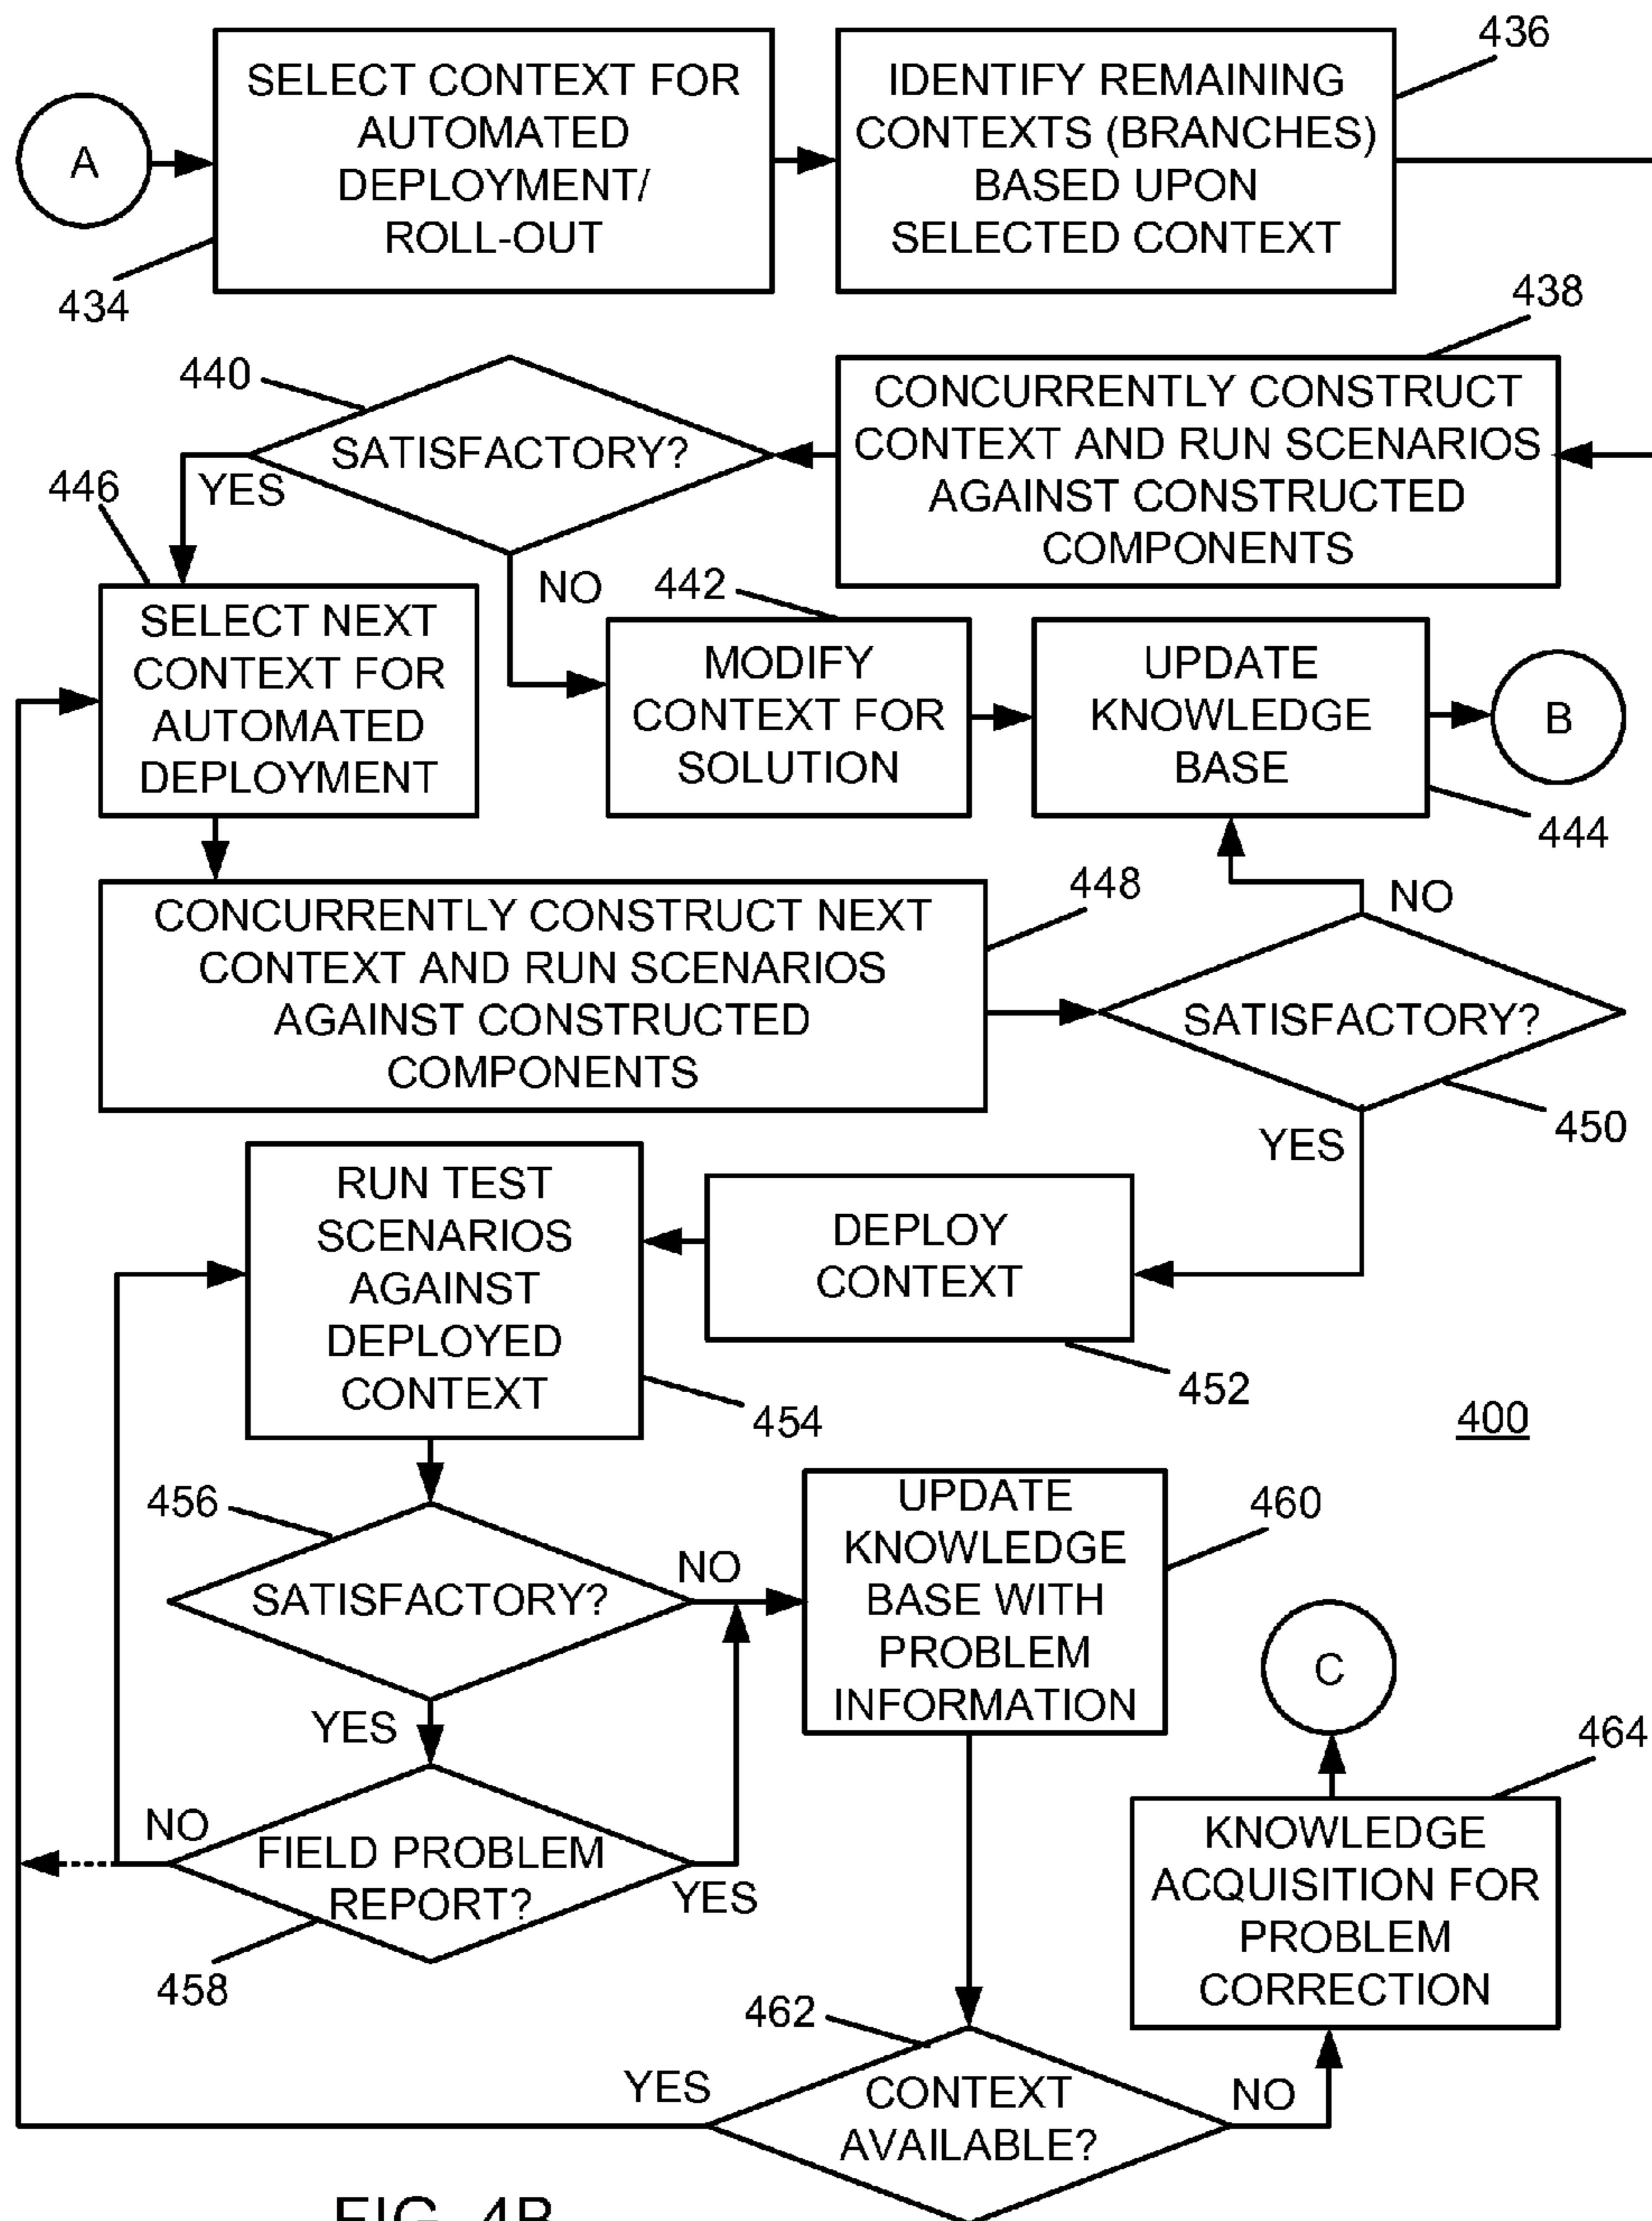 A
SELECT CONTEXT FOR
AUTOMATED
DEPLOYMENT/
ROLL-OUT
434
IDENTIFY REMAINING
CONTEXTS (BRANCHES)
BASED UPON
SELECTED CONTEXT
436
438
CONCURRENTLY CONSTRUCT
CONTEXT AND RUN SCENARIOS
AGAINST CONSTRUCTED
COMPONENTS
440
SATISFACTORY?
YES
NO
446
SELECT NEXT
CONTEXT FOR
AUTOMATED
DEPLOYMENT
442
MODIFY
CONTEXT FOR
SOLUTION
UPDATE
KNOWLEDGE
BASE
B
444
448
CONCURRENTLY CONSTRUCT NEXT
CONTEXT AND RUN SCENARIOS
AGAINST CONSTRUCTED
COMPONENTS
NO
SATISFACTORY?
450
YES
RUN TEST
SCENARIOS
AGAINST
DEPLOYED
CONTEXT
454
DEPLOY
CONTEXT
452
400
456
SATISFACTORY?
NO
YES
UPDATE
KNOWLEDGE
BASE WITH
PROBLEM
INFORMATION
460
C
464
NO
FIELD PROBLEM
REPORT?
YES
458
KNOWLEDGE
ACQUISITION FOR
PROBLEM
CORRECTION
462
YES
CONTEXT
AVAILABLE?
NO
FIG. 4B